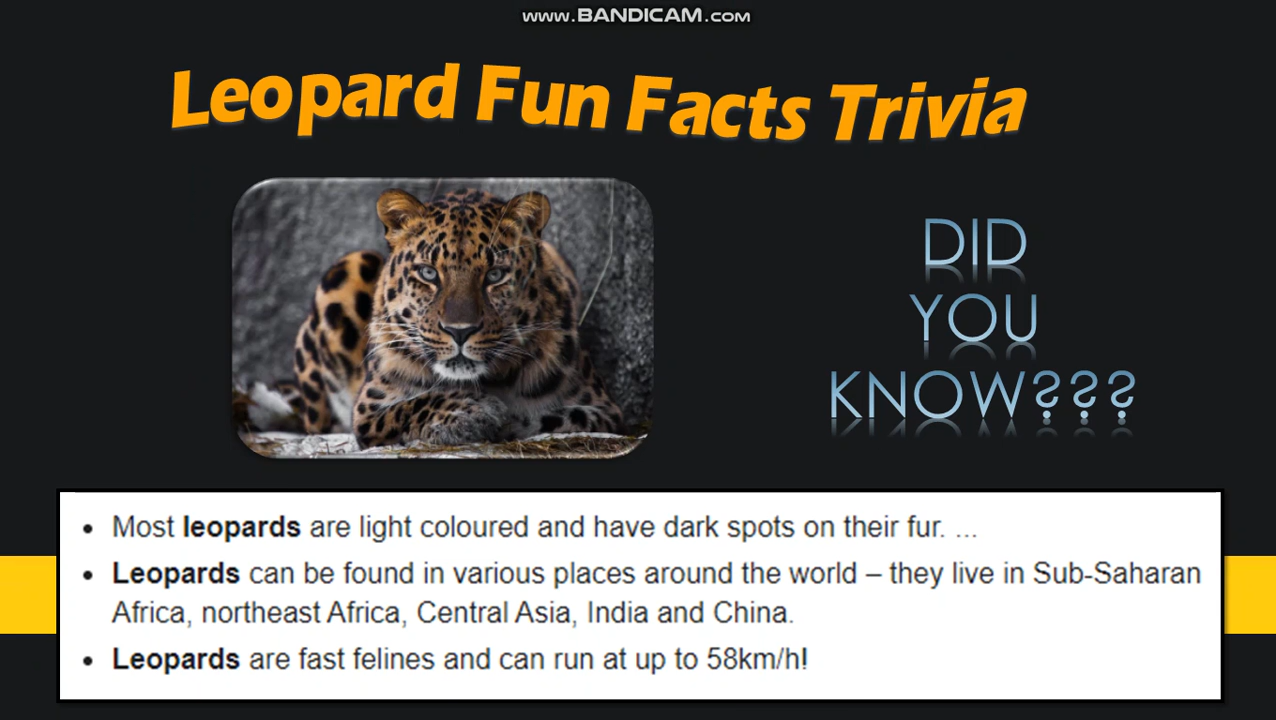 www.BANDICAM.com
Leopard Fun Facts Trivia
DID
YOU
KNOW???
• Most leopards are light coloured and have dark spots on their fur. ...
• Leopards can be found in various places around the world – they live in Sub-Saharan
Africa, northeast Africa, Central Asia, India and China.
• Leopards are fast felines and can run at up to 58km/h!